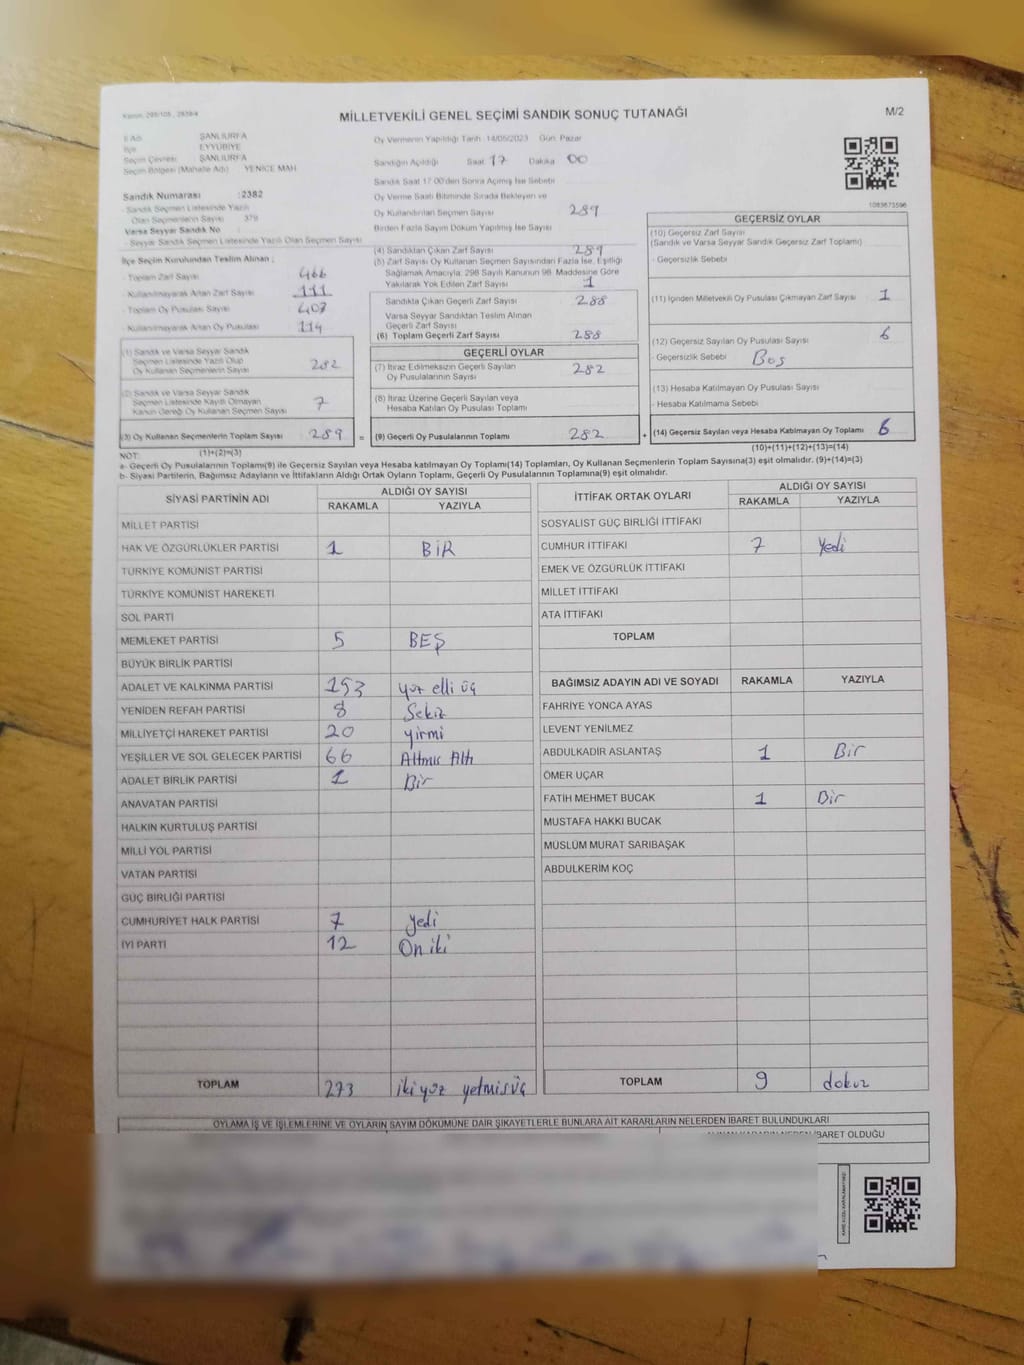 MİLLETVEKİLİ GENEL SEÇİMİ SANDIK SONUÇ TUTANAĞI
M/2
İl Adı : ŞANLIURFA
İlçe : EYYÜBİYE
Seçim Çevresi : ŞANLIURFA
Seçim Bölgesi (Mahalle Adı) YENİCE MAH
Sandık Numarası :2382
- Sandık Seçmen Listesinde Yazılı
Olan Seçmenlerin Sayısı 379
Varsa Seyyar Sandık No
- Seyyar Sandık Seçmen Listesinde Yazılı Olan Seçmen Sayısı
İlçe Seçim Kurulundan Teslim Alınan ;
- Toplam Zarf Sayısı 466
- Kullanılmayarak Artan Zarf Sayısı 111
- Toplam Oy Pusulası Sayısı 403
- Kullanılmayarak Artan Oy Pusulası 114
(1) Sandık ve Varsa Seyyar Sandık
Seçmen Listesinde Yazılı Olup
Oy Kullanan Seçmenlerin Sayısı 282
(2) Sandık ve Varsa Seyyar Sandık
Seçmen Listesinde Kayıtlı Olmayan
Kanun Gereği Oy Kullanan Seçmen Sayısı 7
(3) Oy Kullanan Seçmenlerin Toplam Sayısı 289 =
(1)+(2)=(3)
Oy Vermenin Yapıldığı Tarih 14/05/2023 Gün Pazar
Sandığın Açıldığı Saat 17 Dakika 00
Sandık Saat 17:00'den Sonra Açılmış İse Sebebi
Oy Verme Saati Bitiminde Sırada Bekleyen ve
Oy Kullandırılan Seçmen Sayısı 289
Birden Fazla Sayım Döküm Yapılmış İse Sayısı
(4) Sandıktan Çıkan Zarf Sayısı 289
(5) Zarf Sayısı Oy Kullanan Seçmen Sayısından Fazla İse, Eşitliği
Sağlamak Amacıyla, 298 Sayılı Kanunun 98. Maddesine Göre
Yakılarak Yok Edilen Zarf Sayısı 1
Sandıkta Çıkan Geçerli Zarf Sayısı 288
Varsa Seyyar Sandıktan Teslim Alınan
Geçerli Zarf Sayısı
(6) Toplam Geçerli Zarf Sayısı 288
GEÇERLİ OYLAR
(7) İtiraz Edilmeksizin Geçerli Sayılan
Oy Pusulalarının Sayısı 282
(8) İtiraz Üzerine Geçerli Sayılan veya
Hesaba Katılan Oy Pusulası Toplamı
(9) Geçerli Oy Pusulalarının Toplamı 282 +
1083673596
GEÇERSİZ OYLAR
(10) Geçersiz Zarf Sayısı
(Sandık ve Varsa Seyyar Sandık Geçersiz Zarf Toplamı)
- Geçersizlik Sebebi
(11) İçinden Milletvekili Oy Pusulası Çıkmayan Zarf Sayısı 1
(12) Geçersiz Sayılan Oy Pusulası Sayısı 6
- Geçersizlik Sebebi Boş
(13) Hesaba Katılmayan Oy Pusulası Sayısı
- Hesaba Katılmama Sebebi
(14) Geçersiz Sayılan veya Hesaba Katılmayan Oy Toplamı 6
(10)+(11)+(12)+(13)=(14)
NOT:
a- Geçerli Oy Pusulalarının Toplamı(9) ile Geçersiz Sayılan veya Hesaba katılmayan Oy Toplamı(14) Toplamları, Oy Kullanan Seçmenlerin Toplam Sayısına(3) eşit olmalıdır. (9)+(14)=(3)
b- Siyasi Partilerin, Bağımsız Adayların ve İttifakların Aldığı Ortak Oyların Toplamı, Geçerli Oy Pusulalarının Toplamına(9) eşit olmalıdır.
SİYASİ PARTİNİN ADI ALDIĞI OY SAYISI
RAKAMLA YAZIYLA
MİLLET PARTİSİ
HAK VE ÖZGÜRLÜKLER PARTİSİ 1 BİR
TÜRKİYE KOMÜNİST PARTİSİ
TÜRKİYE KOMÜNİST HAREKETİ
SOL PARTİ
MEMLEKET PARTİSİ 5 BEŞ
BÜYÜK BİRLİK PARTİSİ
ADALET VE KALKINMA PARTİSİ 153 yüz elli üç
YENİDEN REFAH PARTİSİ 8 Sekiz
MİLLİYETÇİ HAREKET PARTİSİ 20 yirmi
YEŞİLLER VE SOL GELECEK PARTİSİ 66 Altmış Altı
ADALET BİRLİK PARTİSİ 1 Bir
ANAVATAN PARTİSİ
HALKIN KURTULUŞ PARTİSİ
MİLLİ YOL PARTİSİ
VATAN PARTİSİ
GÜÇ BİRLİĞİ PARTİSİ
CUMHURİYET HALK PARTİSİ 7 yedi
İYİ PARTİ 12 On iki
TOPLAM 273 iki yüz yetmiş üç
İTTİFAK ORTAK OYLARI ALDIĞI OY SAYISI
RAKAMLA YAZIYLA
SOSYALİST GÜÇ BİRLİĞİ İTTİFAKI
CUMHUR İTTİFAKI 7 yedi
EMEK VE ÖZGÜRLÜK İTTİFAKI
MİLLET İTTİFAKI
ATA İTTİFAKI
TOPLAM
BAĞIMSIZ ADAYIN ADI VE SOYADI RAKAMLA YAZIYLA
FAHRİYE YONCA AYAS
LEVENT YENİLMEZ
ABDULKADIR ASLANTAŞ 1 Bir
ÖMER UÇAR
FATİH MEHMET BUCAK 1 Bir
MUSTAFA HAKKI BUCAK
MÜSLÜM MURAT SARIBAŞAK
ABDULKERİM KOÇ
TOPLAM 9 dokuz
OYLAMA İŞ VE İŞLEMLERİNE VE OYLARIN SAYIM DÖKÜMÜNE DAİR ŞİKAYETLERLE BUNLARA AİT KARARLARIN NELERDEN İBARET BULUNDUKLARI
İBARET OLDUĞU